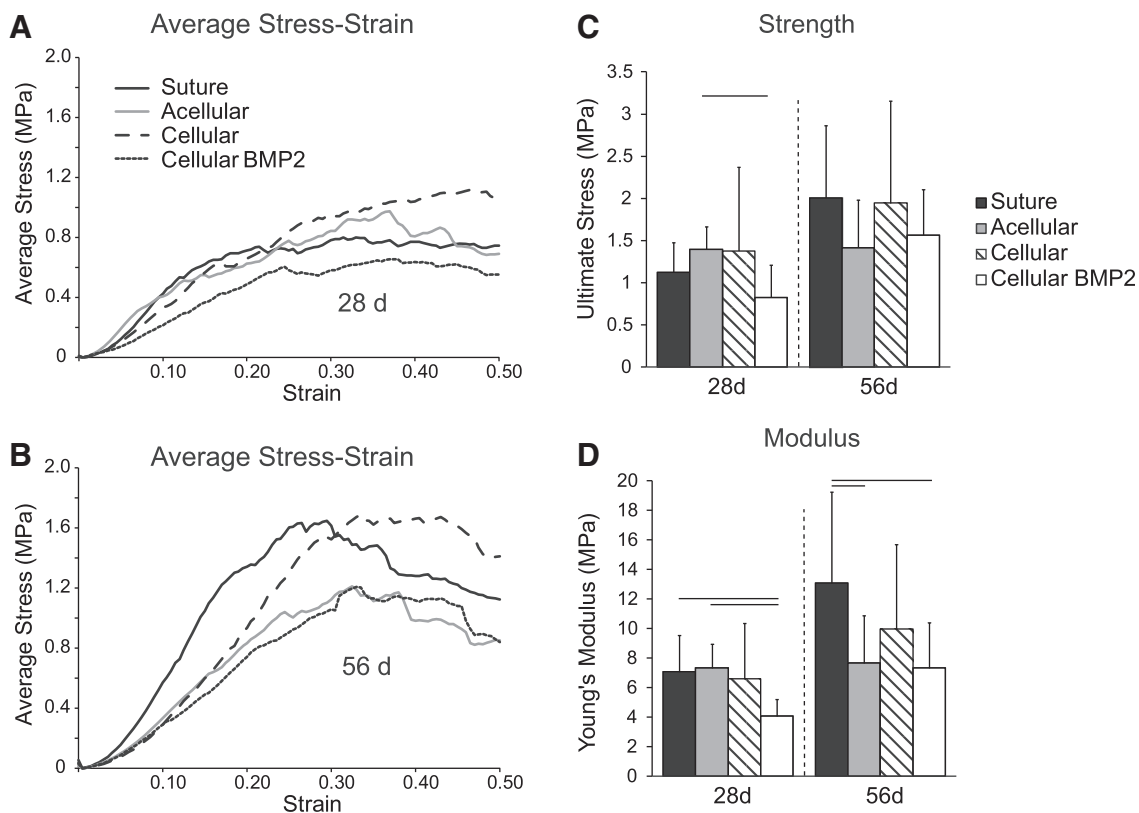 A
Average Stress-Strain
2.0
1.6
1.2
0.8
0.4
0
Average Stress (MPa)
Suture
Acellular
Cellular
Cellular BMP2
28 d
0.10
0.20
0.30
0.40
0.50
Strain
C
Strength
3.5
3
2.5
2
1.5
1
0.5
0
Ultimate Stress (MPa)
28d
56d
Suture
Acellular
Cellular
Cellular BMP2
B
Average Stress-Strain
2.0
1.6
1.2
0.8
0.4
0
Average Stress (MPa)
56 d
0.10
0.20
0.30
0.40
0.50
Strain
D
Modulus
20
18
16
14
12
10
8
6
4
2
0
Young's Modulus (MPa)
28d
56d